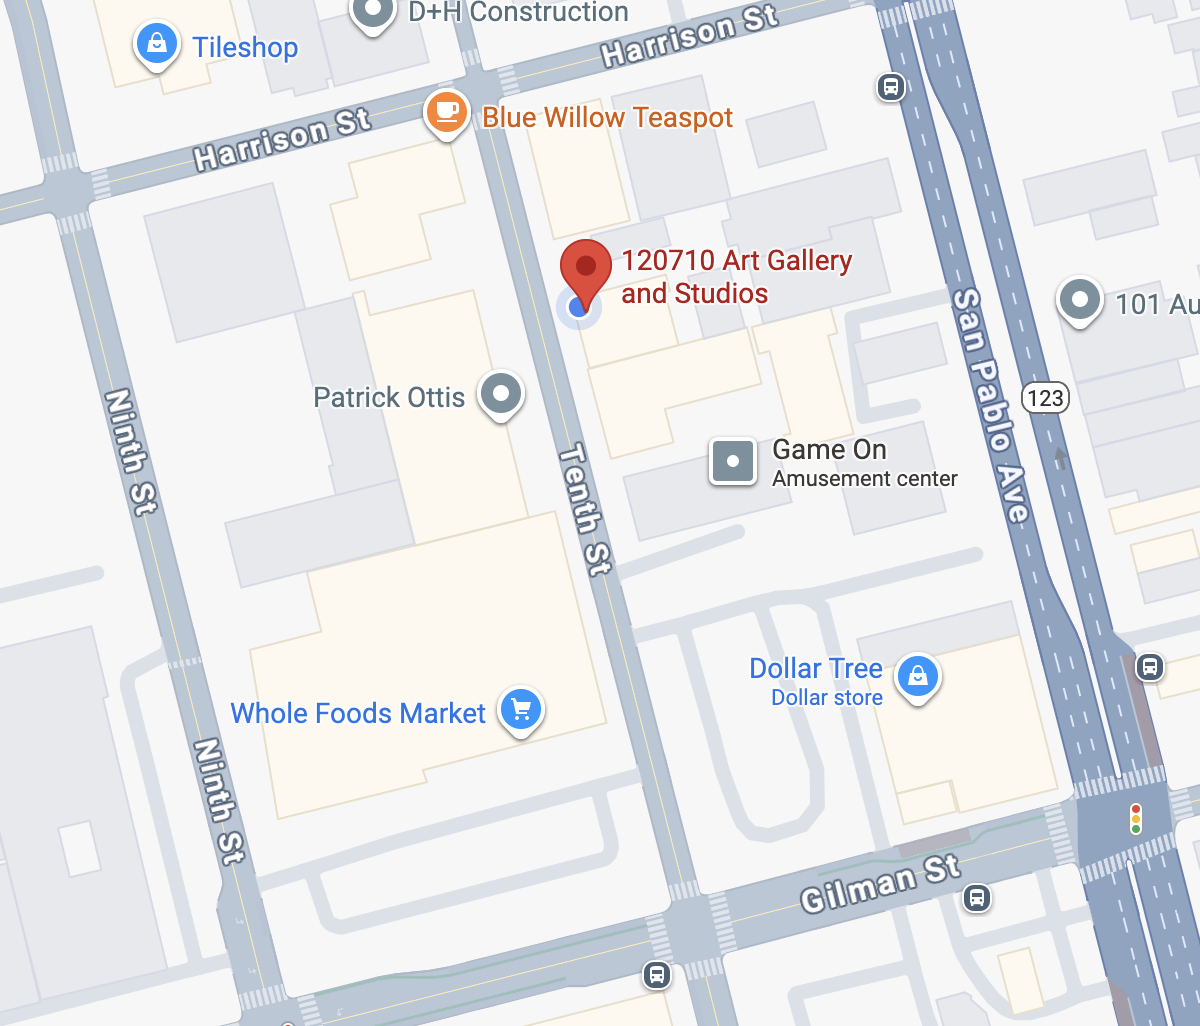 D+H Construction
Harrison St
Tileshop
Blue Willow Teaspot
Harrison St
120710 Art Gallery
and Studios
101 Au
San Pablo Ave
123
Patrick Ottis
Ninth St
Tenth St
Game On
Amusement center
Dollar Tree
Dollar store
Whole Foods Market
Ninth St
Gilman St